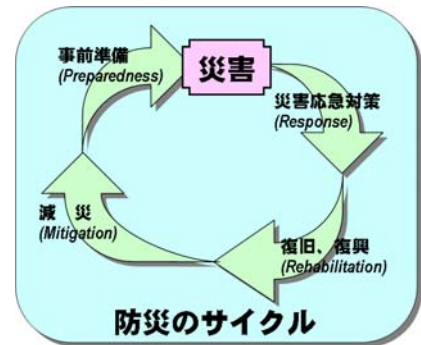 事前準備
(Preparedness)
災害
災害応急対策
(Response)
減 災
(Mitigation)
復旧、復興
(Rehabilitation)
防災のサイクル